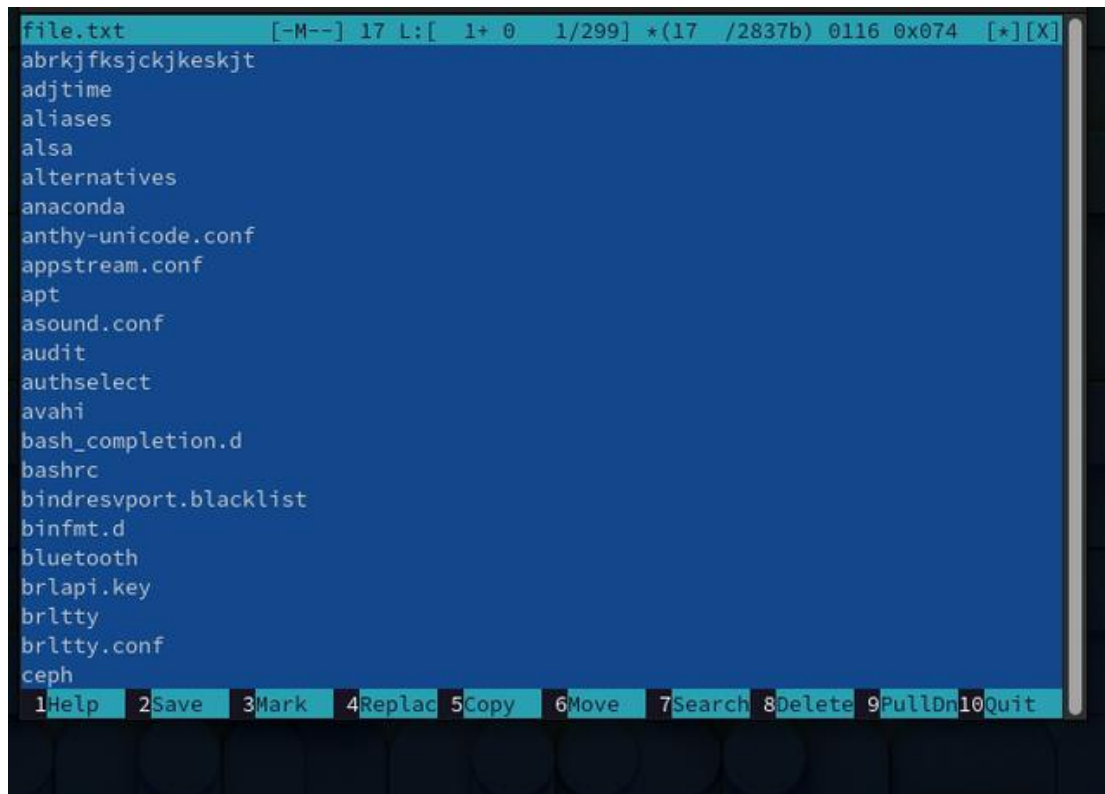 file.txt [-M--] 17 L:[ 1+ 0 1/299] *(17 /2837b) 0116 0x074 [*][X]
abrkjfksjckjkeskjt
adjtime
aliases
alsa
alternatives
anaconda
anthy-unicode.conf
appstream.conf
apt
asound.conf
audit
authselect
avahi
bash_completion.d
bashrc
bindresvport.blacklist
binfmt.d
bluetooth
brlapi.key
brltty
brltty.conf
ceph
1Help 2Save 3Mark 4Replac 5Copy 6Move 7Search 8Delete 9PullDn 10Quit